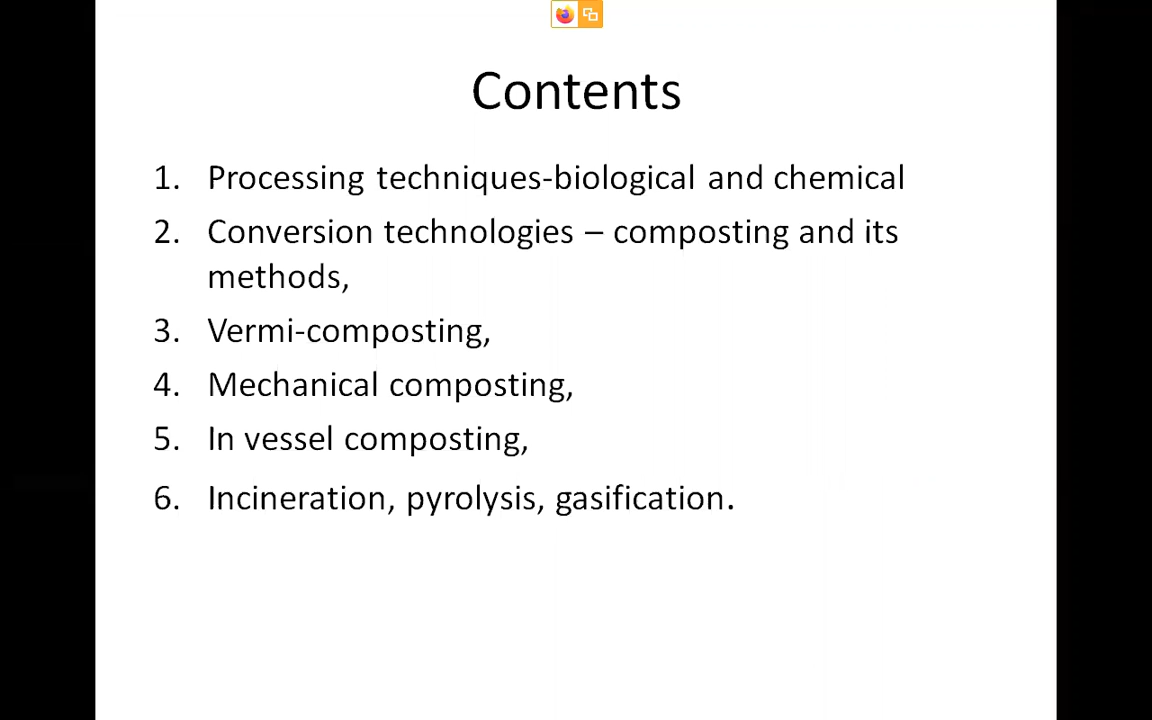 Contents
1. Processing techniques-biological and chemical
2. Conversion technologies – composting and its
methods,
3. Vermi-composting,
4. Mechanical composting,
5. In vessel composting,
6. Incineration, pyrolysis, gasification.